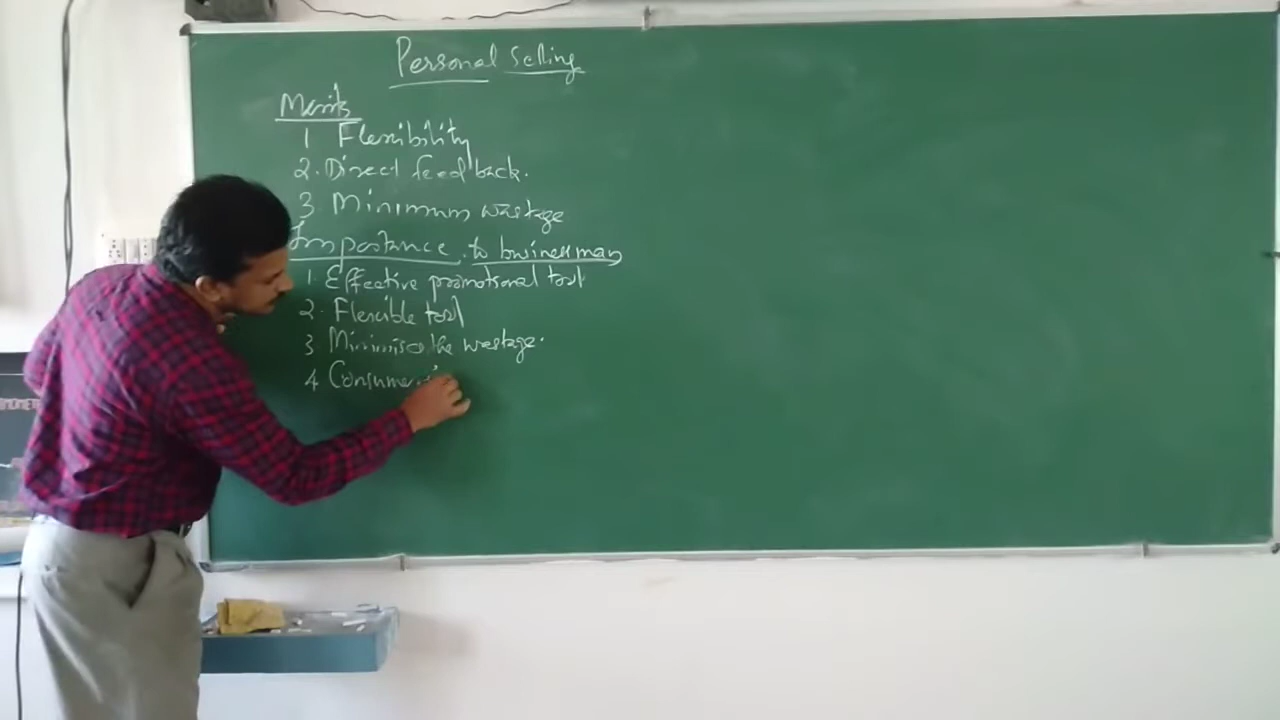 Personal Selling
Merits
1 Flexibility
2. Direct feed back.
3 Minimum wastage
Importance to businessman
1 Effective promotional tool
2. Flexible tool
3 Minimise the wastage.
4 Consumer